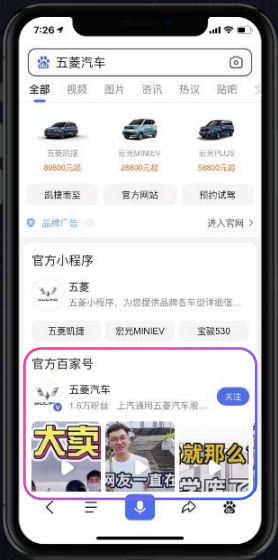 7:26
五菱汽车
全部 视频 图片 资讯 热议 贴吧
五菱凯捷 宏光MINIEV 宏光PLUS
89800元起 28800元起 58800元起
凯捷而至 官方网站 预约试驾
品牌广告 进入官网
官方小程序
五菱
五菱小程序，为您提供品牌各车型详细信...
五菱凯捷 宏光MINIEV 宝骏530
官方百家号
五菱汽车
1.6万粉丝 上汽通用五菱汽车股...
关注
大卖
网友一直在
就那么